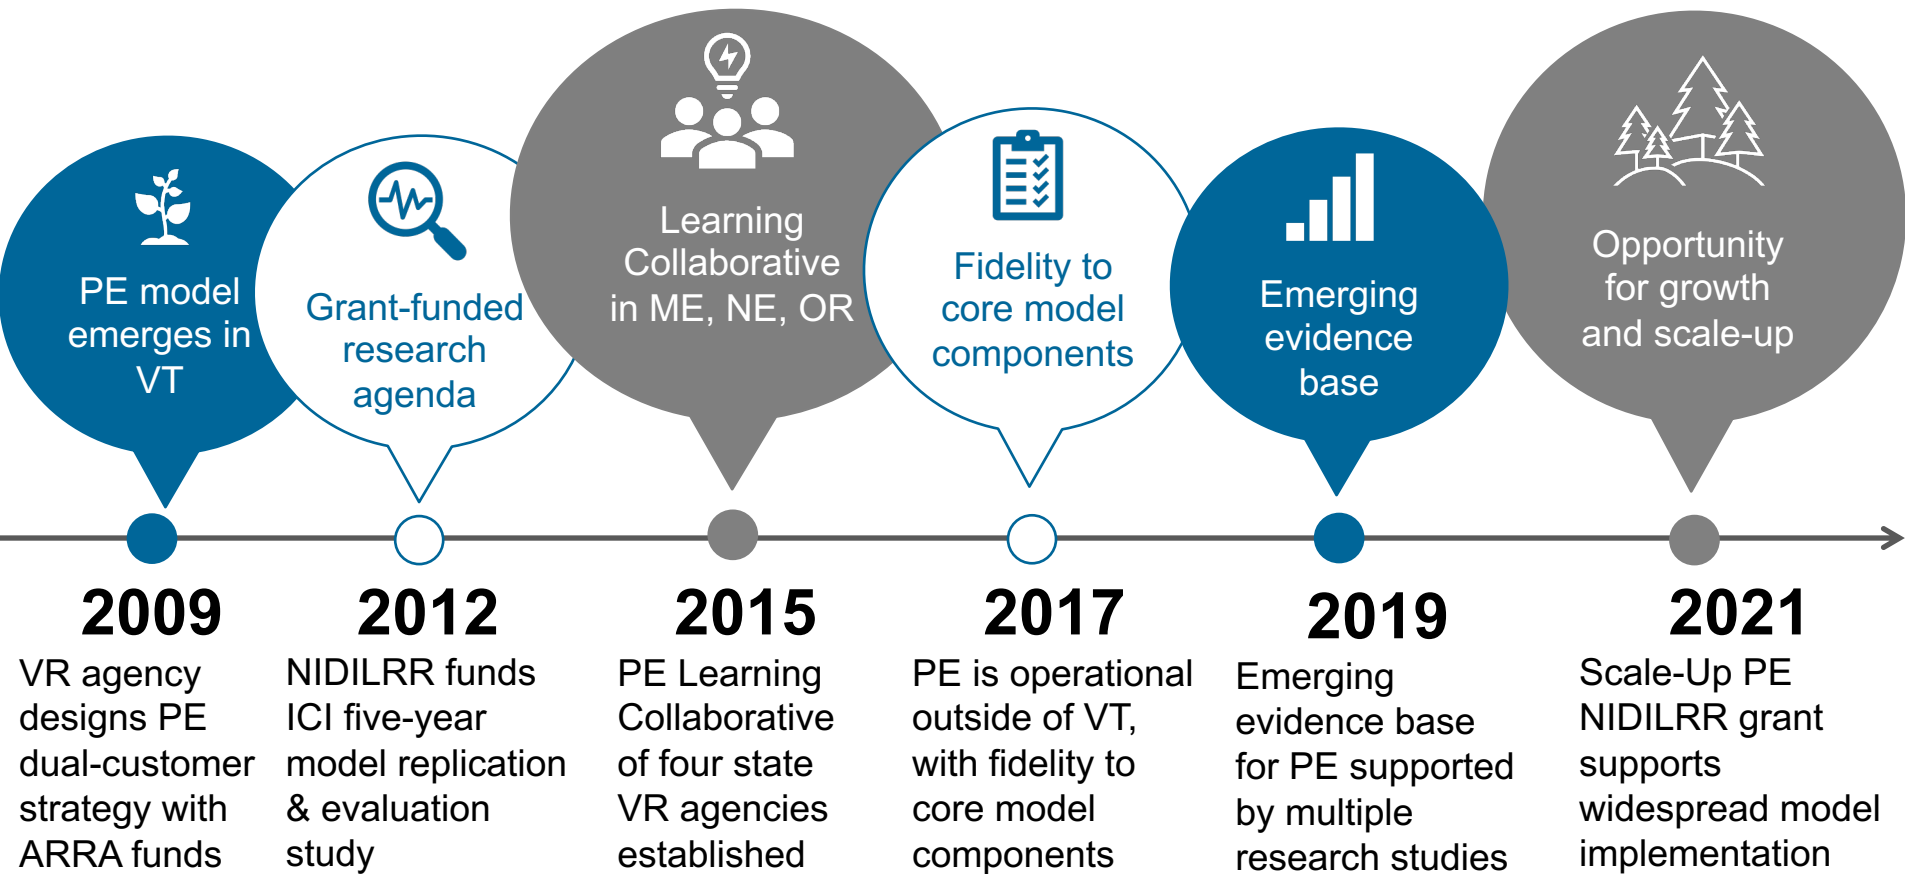 PE model
emerges in
VT
Grant-funded
research
agenda
Learning
Collaborative
in ME, NE, OR
Fidelity to
core model
components
Emerging
evidence
base
Opportunity
for growth
and scale-up
2009
VR agency
designs PE
dual-customer
strategy with
ARRA funds
2012
NIDILRR funds
ICI five-year
model replication
& evaluation
study
2015
PE Learning
Collaborative
of four state
VR agencies
established
2017
PE is operational
outside of VT,
with fidelity to
core model
components
2019
Emerging
evidence base
for PE supported
by multiple
research studies
2021
Scale-Up PE
NIDILRR grant
supports
widespread model
implementation